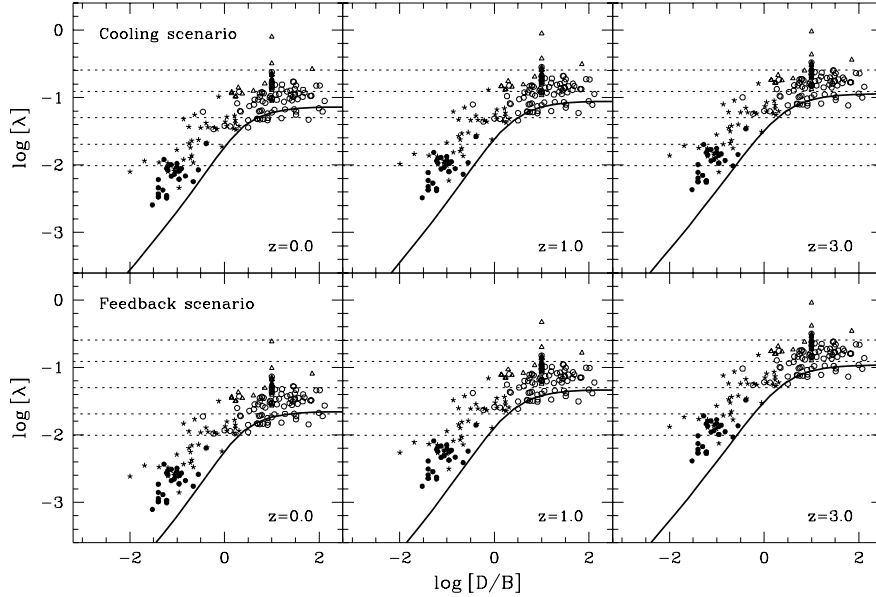 0
-1
-2
-3
log [λ]
Cooling scenario
z=0.0
z=1.0
z=3.0
0
-1
-2
-3
log [λ]
Feedback scenario
z=0.0
z=1.0
z=3.0
-2 0 2 -2 0 2 -2 0 2
log [D/B]